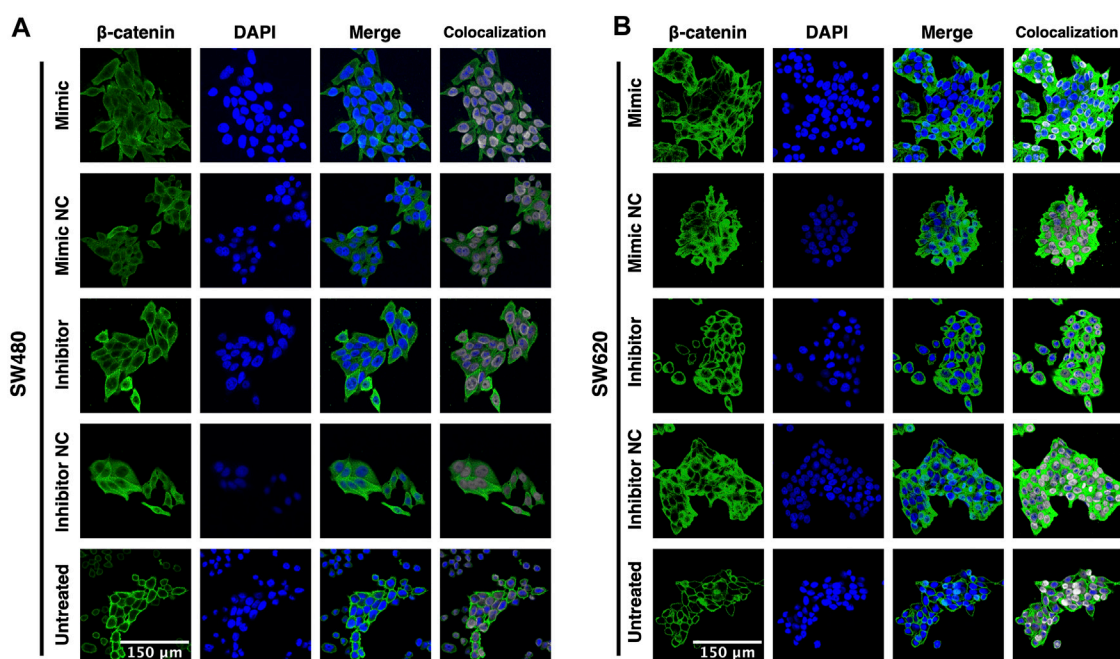 A
β-catenin DAPI Merge Colocalization
SW480
Mimic
Mimic NC
Inhibitor
Inhibitor NC
Untreated
150 μm
B
β-catenin DAPI Merge Colocalization
SW620
Mimic
Mimic NC
Inhibitor
Inhibitor NC
Untreated
150 μm